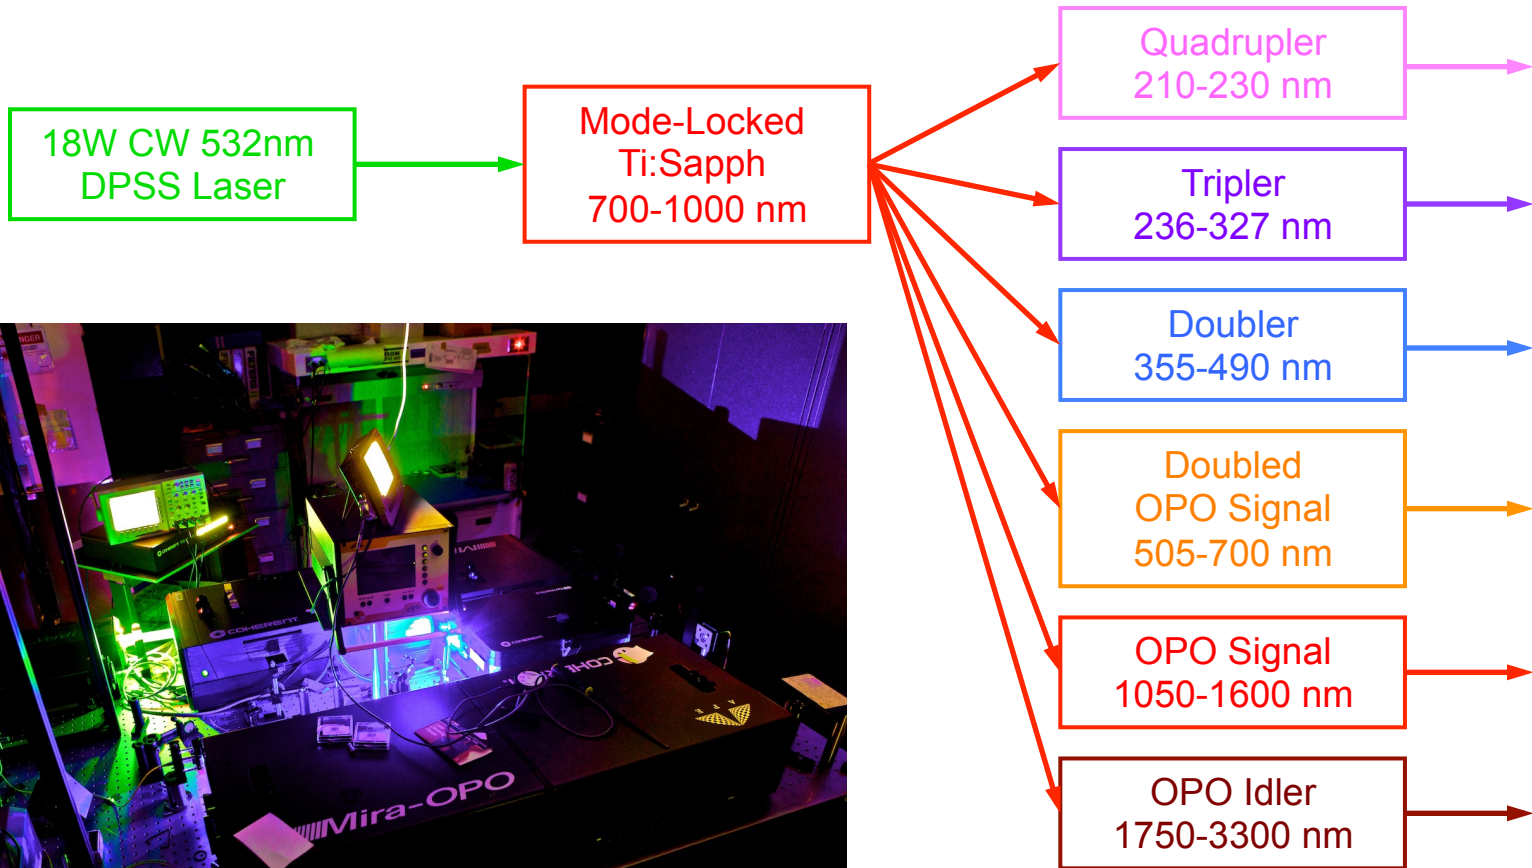 18W CW 532nm
DPSS Laser
Mode-Locked
Ti:Sapph
700-1000 nm
Quadrupler
210-230 nm
Tripler
236-327 nm
Doubler
355-490 nm
Doubled
OPO Signal
505-700 nm
OPO Signal
1050-1600 nm
OPO Idler
1750-3300 nm
COHERENT
COHERENT
APE
Mira-OPO